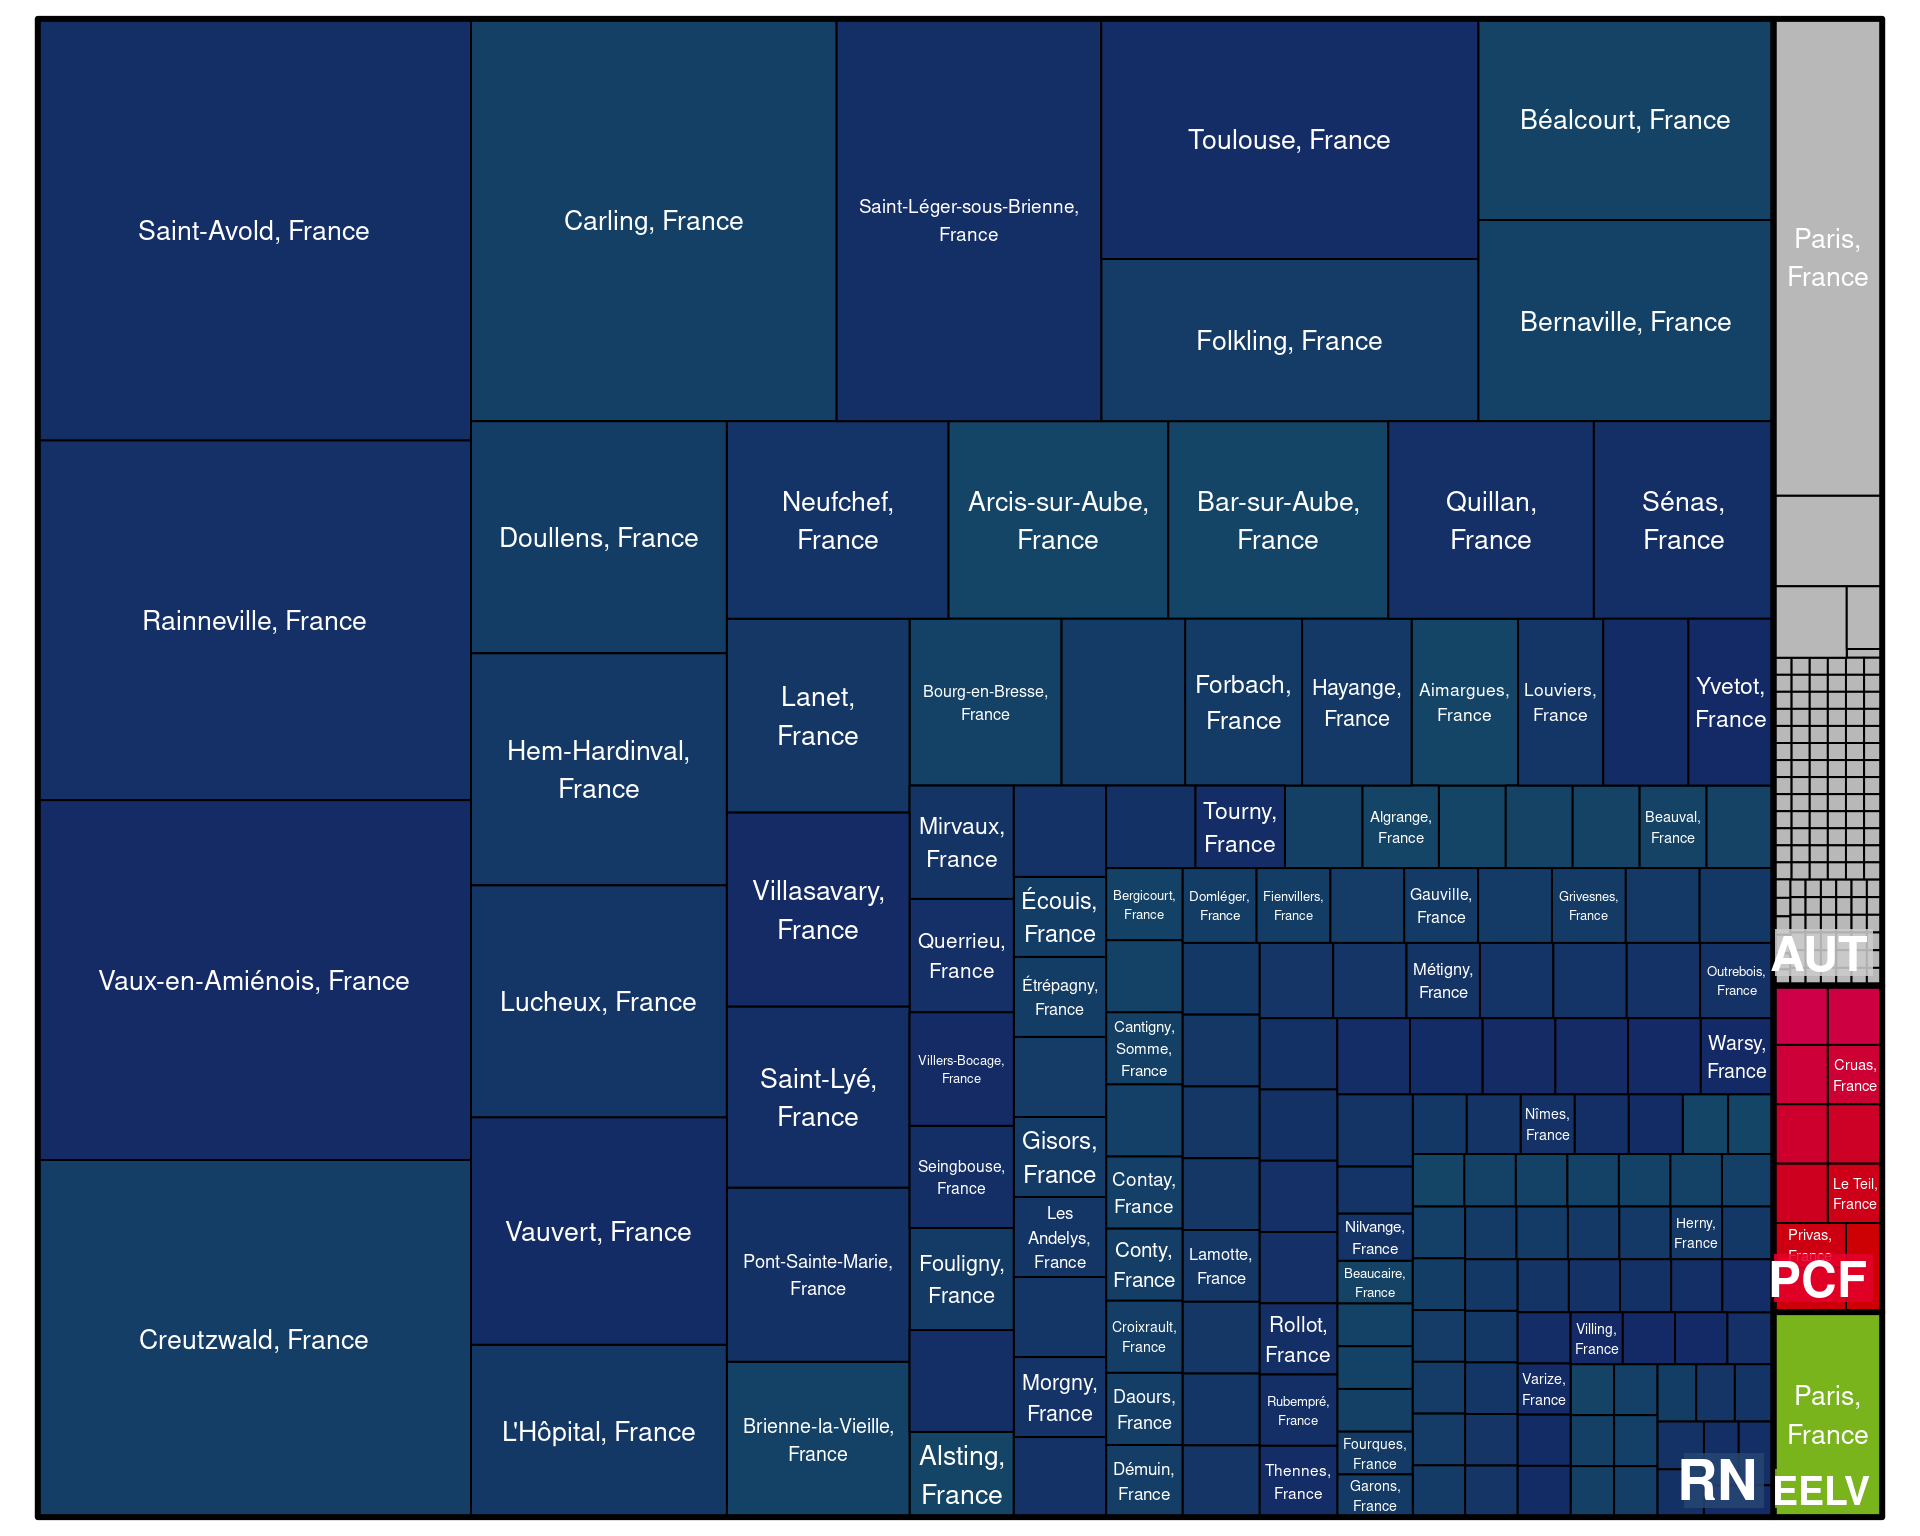 Saint-Avold, France
Rainneville, France
Vaux-en-Amiénois, France
Creutzwald, France
Carling, France
Saint-Léger-sous-Brienne,
France
Toulouse, France
Folkling, France
Béalcourt, France
Bernaville, France
Doullens, France
Hem-Hardinval,
France
Lucheux, France
Vauvert, France
L'Hôpital, France
Neufchef,
France
Arcis-sur-Aube,
France
Bar-sur-Aube,
France
Quillan,
France
Sénas,
France
Lanet,
France
Villasavary,
France
Saint-Lyé,
France
Pont-Sainte-Marie,
France
Brienne-la-Vieille,
France
Bourg-en-Bresse,
France
Forbach,
France
Hayange,
France
Aimargues,
France
Louviers,
France
Yvetot,
France
Mirvaux,
France
Querrieu,
France
Villers-Bocage,
France
Seingbouse,
France
Fouligny,
France
Alsting,
France
Écouis,
France
Étrépagny,
France
Gisors,
France
Les
Andelys,
France
Morgny,
France
Tourny,
France
Algrange,
France
Beauval,
France
Bergicourt,
France
Cantigny,
Somme,
France
Contay,
France
Conty,
France
Croixrault,
France
Daours,
France
Démuin,
France
Domléger,
France
Fienvillers,
France
Gauville,
France
Grivesnes,
France
Lamotte,
France
Métigny,
France
Outrebois,
France
Rollot,
France
Rubempré,
France
Thennes,
France
Warsy,
France
Nilvange,
France
Beaucaire,
France
Fourques,
France
Garons,
France
Nîmes,
France
Herny,
France
Villing,
France
Varize,
France
RN
Paris,
France
AUT
Cruas,
France
Le Teil,
France
Privas,
France
PCF
Paris,
France
EELV